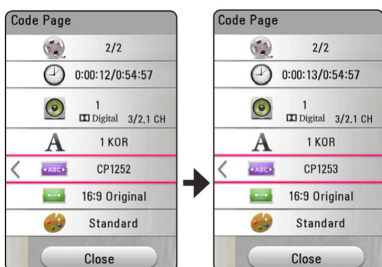 Code Page
2/2
0:00:12/0:54:57
1
Digital 3/2.1 CH
A 1 KOR
ABC CP1252
16:9 Original
Standard
Close
Code Page
2/2
0:00:13/0:54:57
1
Digital 3/2.1 CH
A 1 KOR
ABC CP1253
16:9 Original
Standard
Close